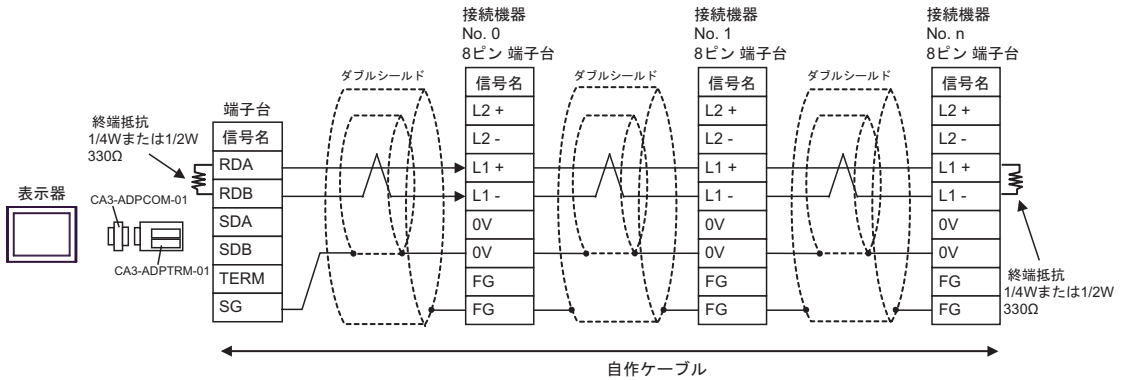 表示器
終端抵抗
1/4Wまたは1/2W
330Ω
CA3-ADPCOM-01
CA3-ADPTRM-01
端子台
信号名
RDA
RDB
SDA
SDB
TERM
SG
ダブルシールド
接続機器
No. 0
8ピン 端子台
信号名
L2 +
L2 -
L1 +
L1 -
0V
0V
FG
FG
ダブルシールド
接続機器
No. 1
8ピン 端子台
信号名
L2 +
L2 -
L1 +
L1 -
0V
0V
FG
FG
ダブルシールド
接続機器
No. n
8ピン 端子台
信号名
L2 +
L2 -
L1 +
L1 -
0V
0V
FG
FG
終端抵抗
1/4Wまたは1/2W
330Ω
自作ケーブル